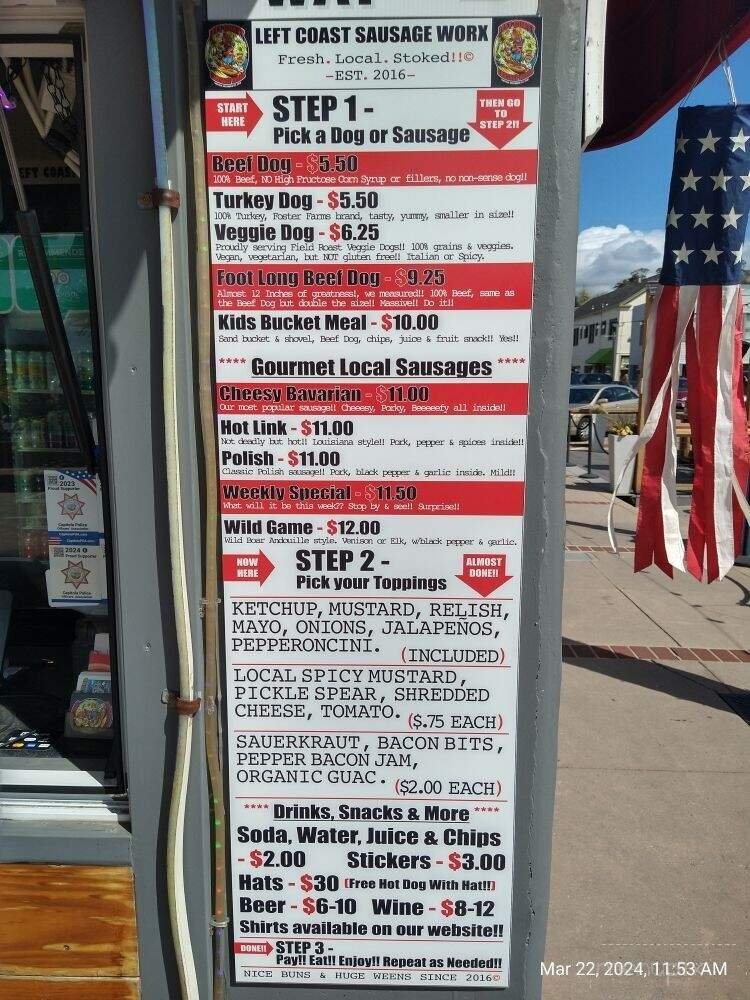 LEFT COAST SAUSAGE WORX
Fresh. Local. Stoked!!©
-EST. 2016-
START HERE
STEP 1 -
Pick a Dog or Sausage
THEN GO TO STEP 2!!
Beef Dog - $5.50
100% Beef, NO High Fructose Corn Syrup or fillers, no non-sense dog!!
Turkey Dog - $5.50
100% Turkey, Foster Farms brand, tasty, yummy, smaller in size!!
Veggie Dog - $6.25
Proudly serving Field Roast Veggie Dogs!! 100% grains & veggies.
Vegan, vegetarian, but NOT gluten free!! Italian or Spicy.
Foot Long Beef Dog - $9.25
Almost 12 Inches of greatness!, we measured!! 100% Beef, same as
the Beef Dog but double the size!! Massive!! Do it!!
Kids Bucket Meal - $10.00
Sand bucket & shovel, Beef Dog, chips, juice & fruit snack!! Yes!!
**** Gourmet Local Sausages ****
Cheesy Bavarian - $11.00
Our most popular sausage!! Cheesy, Porky, Beeeeefy all inside!!
Hot Link - $11.00
Not deadly but hot!! Louisiana style!! Pork, pepper & spices inside!!
Polish - $11.00
Classic Polish sausage!! Pork, black pepper & garlic inside. Mild!!
Weekly Special - $11.50
What will it be this week?? Stop by & see!! Surprise!!
Wild Game - $12.00
Wild Boar Andouille style. Venison or Elk, w/black pepper & garlic.
NOW HERE
STEP 2 -
Pick your Toppings
ALMOST DONE!!
KETCHUP, MUSTARD, RELISH,
MAYO, ONIONS, JALAPEÑOS,
PEPPERONCINI. (INCLUDED)
LOCAL SPICY MUSTARD,
PICKLE SPEAR, SHREDDED
CHEESE, TOMATO. ($.75 EACH)
SAUERKRAUT, BACON BITS,
PEPPER BACON JAM,
ORGANIC GUAC. ($2.00 EACH)
**** Drinks, Snacks & More ****
Soda, Water, Juice & Chips
- $2.00 Stickers - $3.00
Hats - $30 (Free Hot Dog With Hat!!)
Beer - $6-10 Wine - $8-12
Shirts available on our website!!
DONE!! STEP 3 -
Pay!! Eat!! Enjoy!! Repeat as Needed!!
NICE BUNS & HUGE WEENS SINCE 2016©
2023
Proud Supporter
Capitola Police
2024
Proud Supporter
Capitola Police
Mar 22, 2024, 11:53 AM